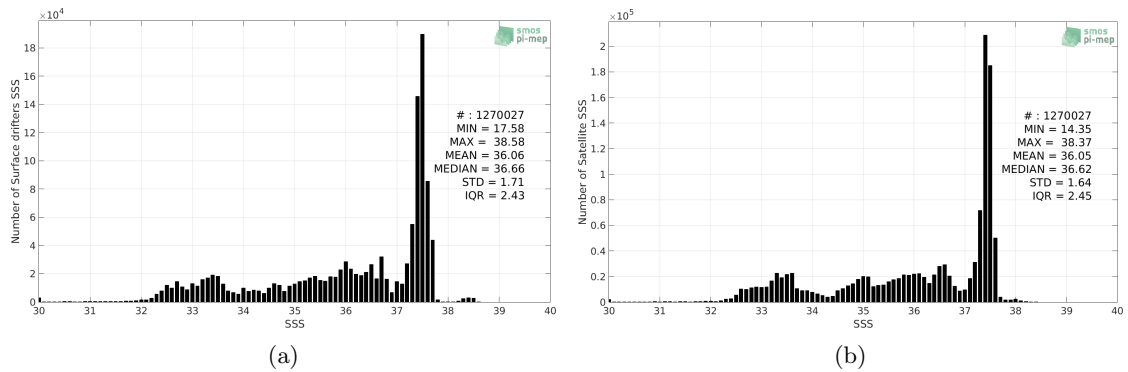 ×10⁴
18
16
14
12
10
8
6
4
2
0
Number of Surface drifters SSS
smos
pi-mep
# : 1270027
MIN = 17.58
MAX = 38.58
MEAN = 36.06
MEDIAN = 36.66
STD = 1.71
IQR = 2.43
30 31 32 33 34 35 36 37 38 39 40
SSS
(a)
×10⁵
2
1.8
1.6
1.4
1.2
1
0.8
0.6
0.4
0.2
0
Number of Satellite SSS
smos
pi-mep
# : 1270027
MIN = 14.35
MAX = 38.37
MEAN = 36.05
MEDIAN = 36.62
STD = 1.64
IQR = 2.45
30 31 32 33 34 35 36 37 38 39 40
SSS
(b)